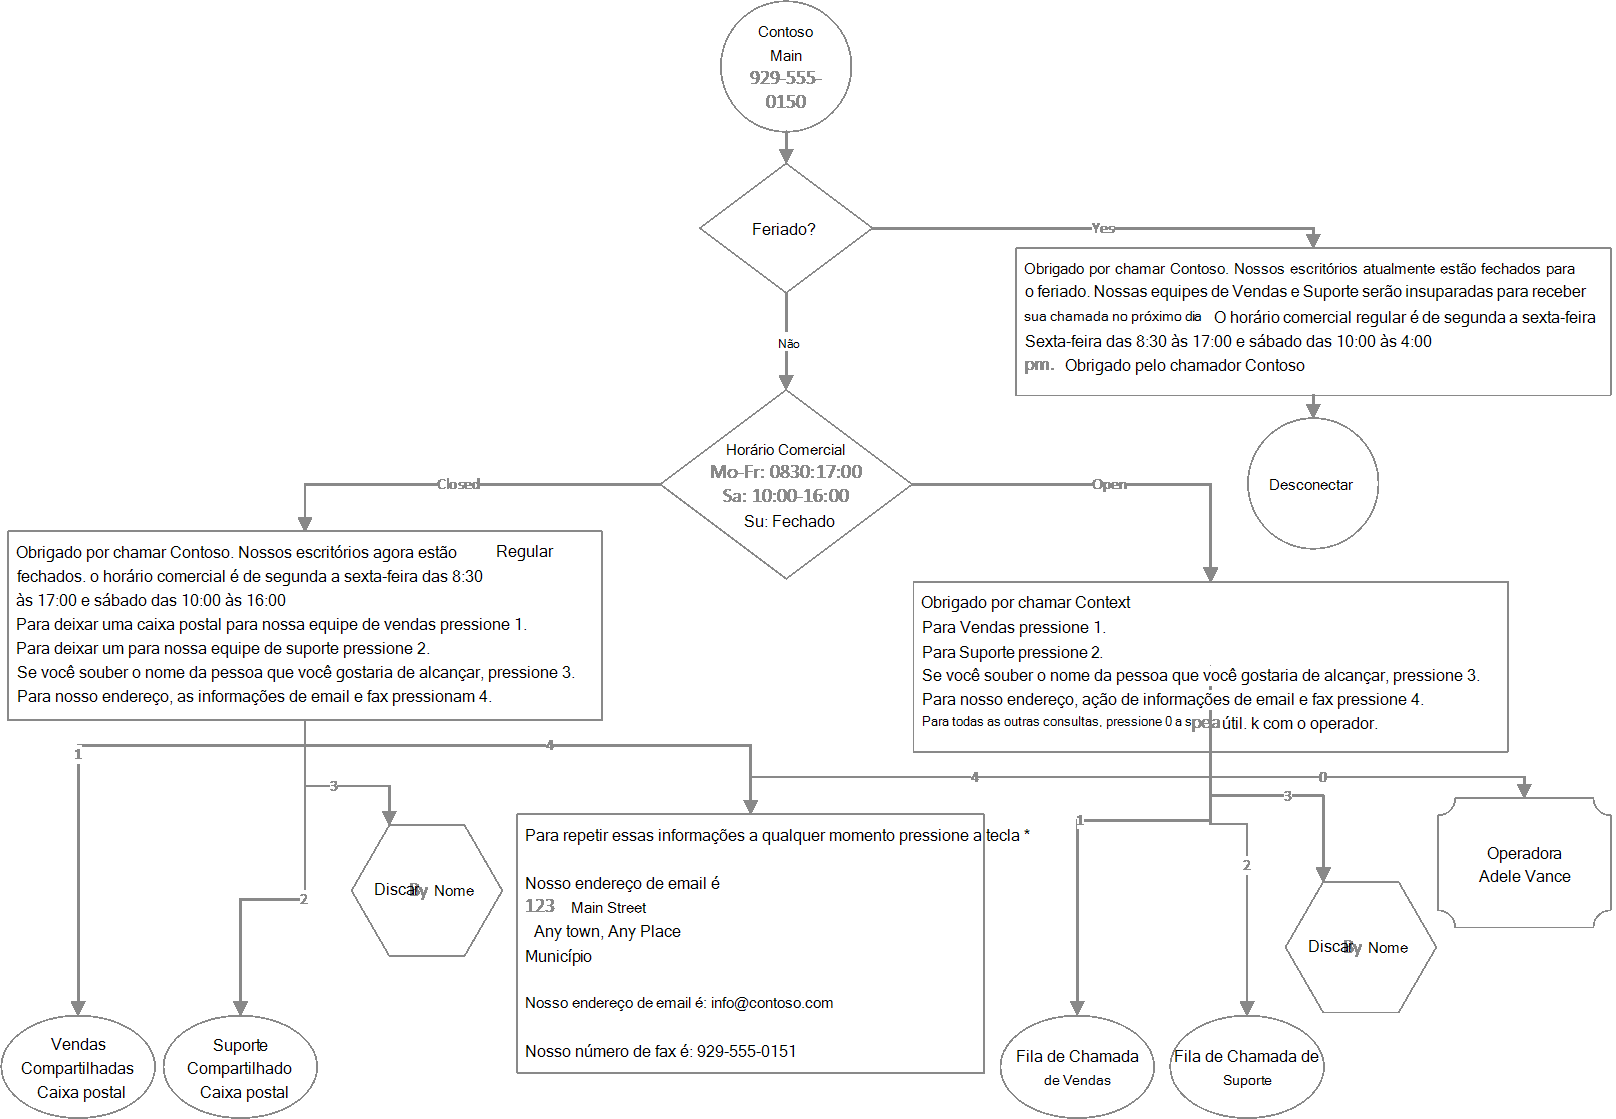 Contoso
Main
929-555-
0150
Feriado?
Yes
Obrigado por chamar Contoso. Nossos escritórios atualmente estão fechados para
o feriado. Nossas equipes de Vendas e Suporte serão insuparadas para receber
sua chamada no próximo dia O horário comercial regular é de segunda a sexta-feira
Sexta-feira das 8:30 às 17:00 e sábado das 10:00 às 4:00
pm. Obrigado pelo chamador Contoso
Não
Desconectar
Horário Comercial
Mo-Fr: 0830:17:00
Sa: 10:00-16:00
Su: Fechado
Closed
Open
Obrigado por chamar Contoso. Nossos escritórios agora estão Regular
fechados. o horário comercial é de segunda a sexta-feira das 8:30
às 17:00 e sábado das 10:00 às 16:00
Para deixar uma caixa postal para nossa equipe de vendas pressione 1.
Para deixar um para nossa equipe de suporte pressione 2.
Se você souber o nome da pessoa que você gostaria de alcançar, pressione 3.
Para nosso endereço, as informações de email e fax pressionam 4.
Obrigado por chamar Context
Para Vendas pressione 1.
Para Suporte pressione 2.
Se você souber o nome da pessoa que você gostaria de alcançar, pressione 3.
Para nosso endereço, ação de informações de email e fax pressione 4.
Para todas as outras consultas, pressione 0 a spea útil. k com o operador.
1
4
3
2
4
0
3
1
2
Discar By Nome
Para repetir essas informações a qualquer momento pressione a tecla *
Nosso endereço de email é
123 Main Street
Any town, Any Place
Município
Nosso endereço de email é: info@contoso.com
Nosso número de fax é: 929-555-0151
Operadora
Adele Vance
Discar By Nome
Vendas
Compartilhadas
Caixa postal
Suporte
Compartilhado
Caixa postal
Fila de Chamada
de Vendas
Fila de Chamada de
Suporte